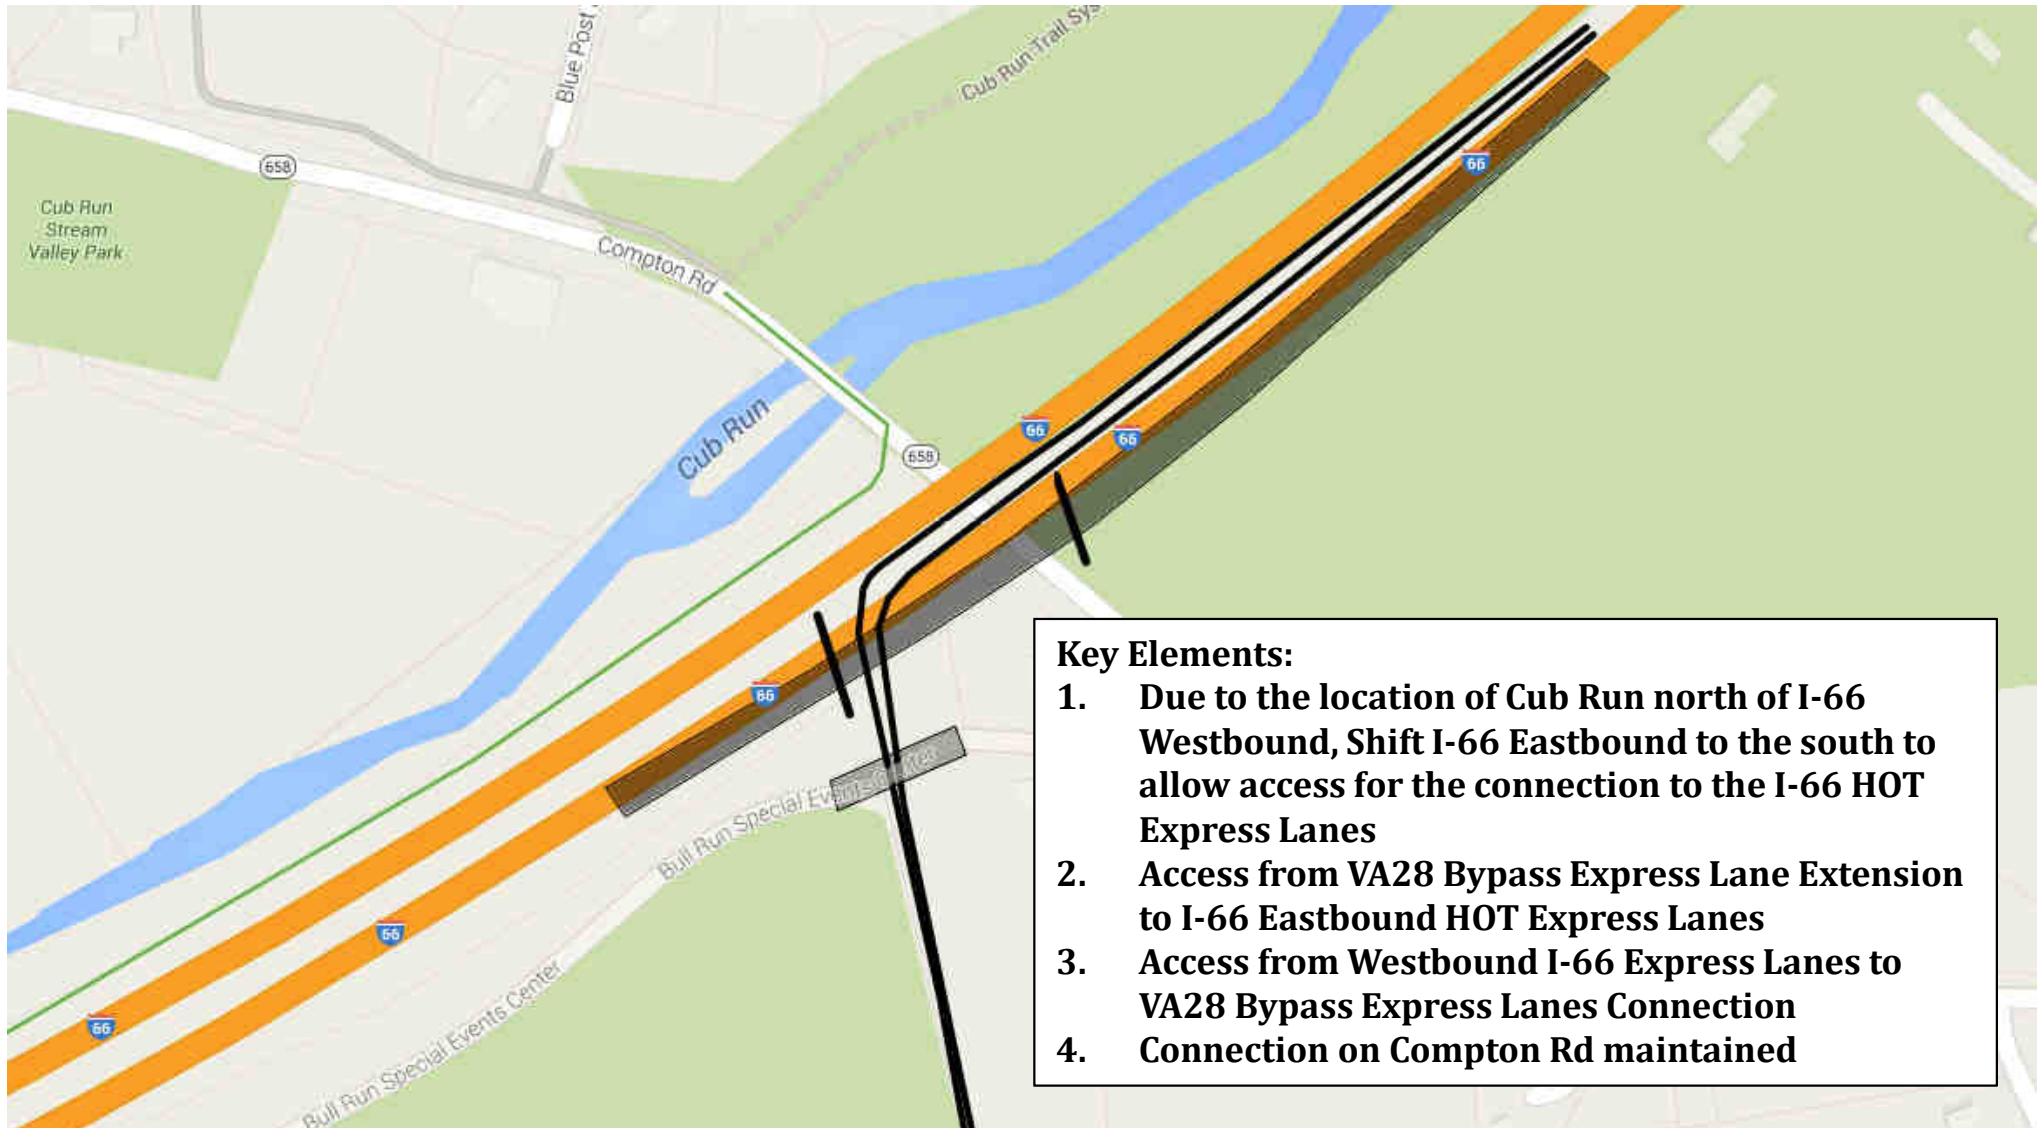 Blue Post
Cub Run Trail Sys
658
66
Cub Run
Stream
Valley Park
Compton Rd
Cub Run
66
66
658
66
Bull Run Special Events Center
66
Bull Run Special Events Center
66
Key Elements:
1. Due to the location of Cub Run north of I-66
Westbound, Shift I-66 Eastbound to the south to
allow access for the connection to the I-66 HOT
Express Lanes
2. Access from VA28 Bypass Express Lane Extension
to I-66 Eastbound HOT Express Lanes
3. Access from Westbound I-66 Express Lanes to
VA28 Bypass Express Lanes Connection
4. Connection on Compton Rd maintained